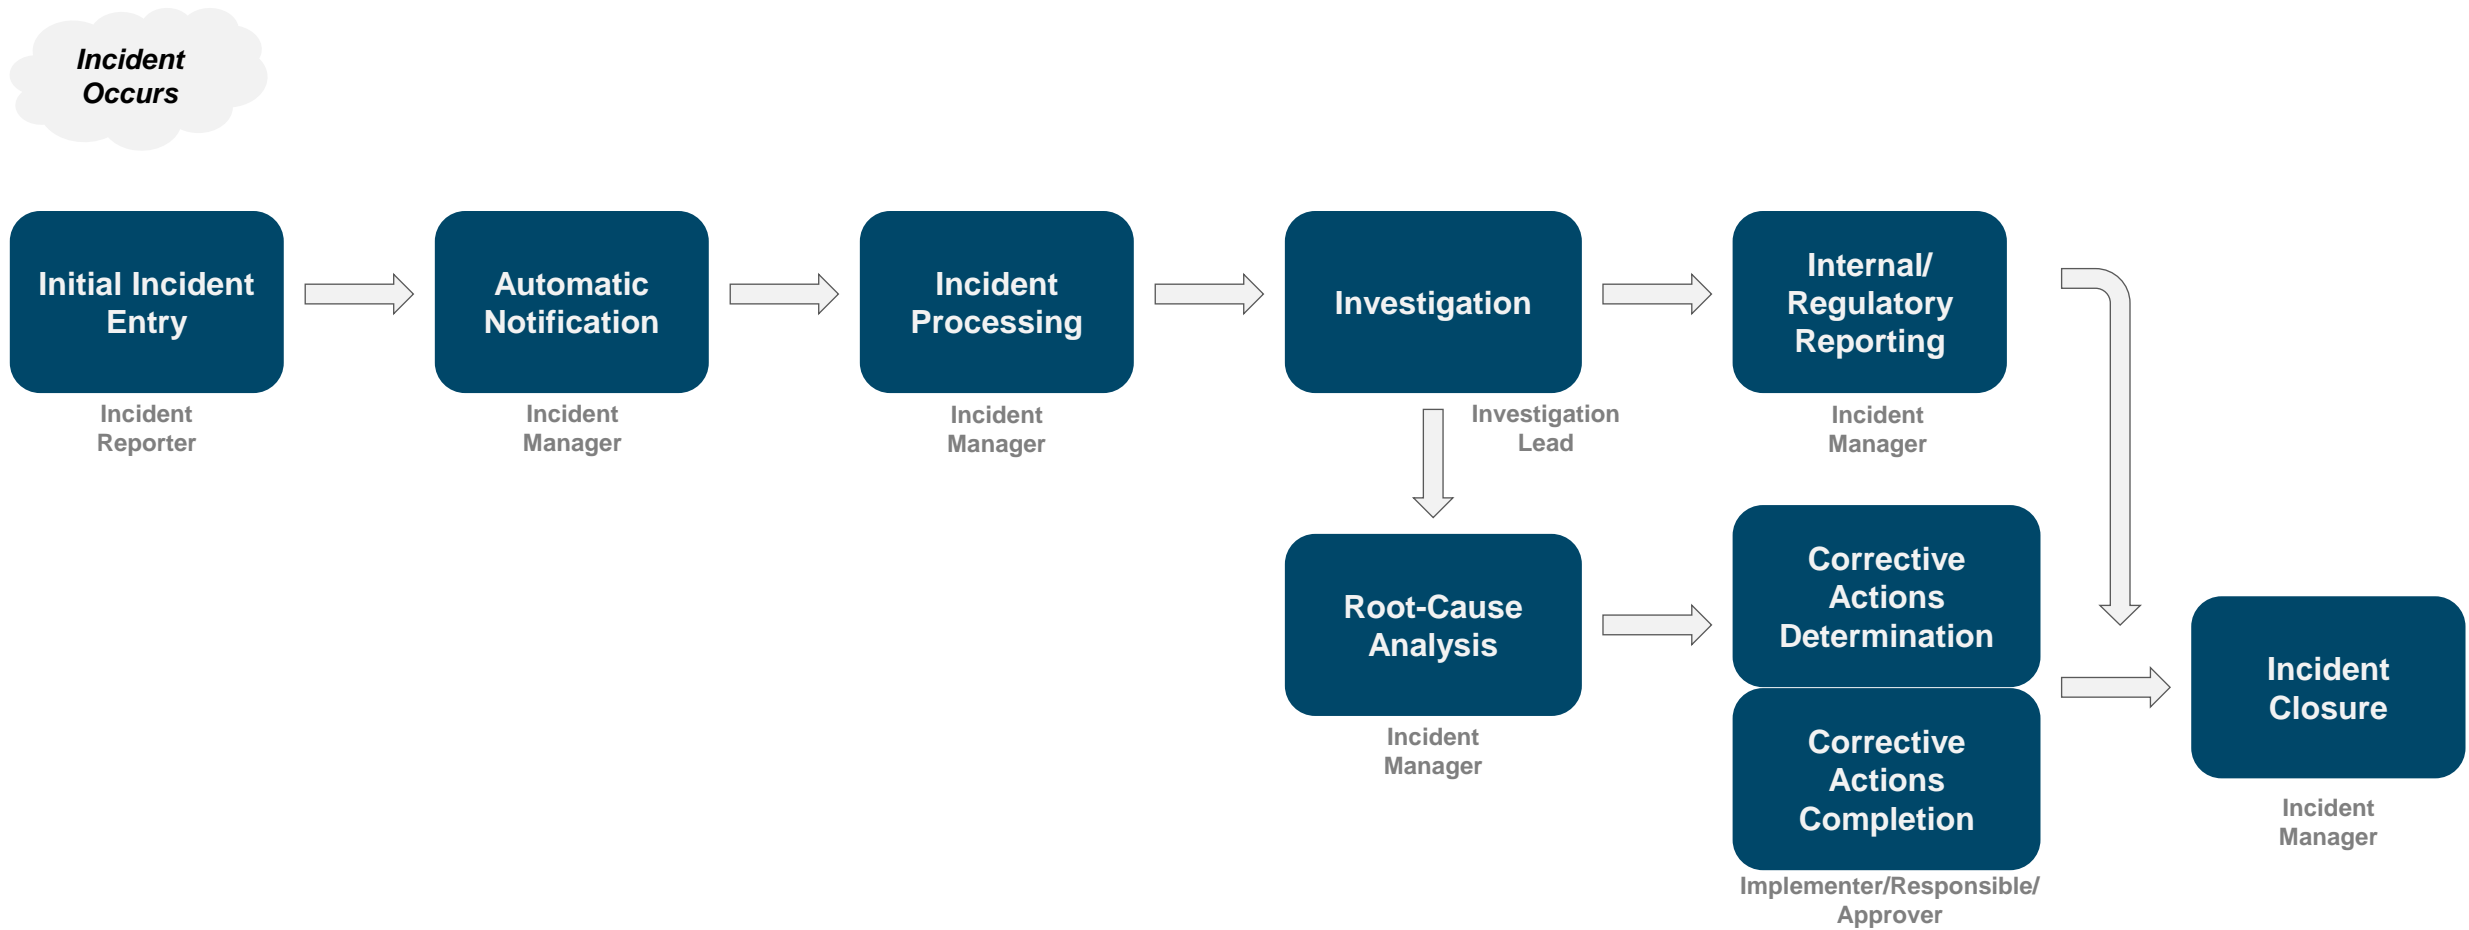 Incident
Occurs
Initial Incident
Entry
Incident
Reporter
Automatic
Notification
Incident
Manager
Incident
Processing
Incident
Manager
Investigation
Investigation
Lead
Internal/
Regulatory
Reporting
Incident
Manager
Root-Cause
Analysis
Incident
Manager
Corrective
Actions
Determination
Corrective
Actions
Completion
Implementer/Responsible/
Approver
Incident
Closure
Incident
Manager